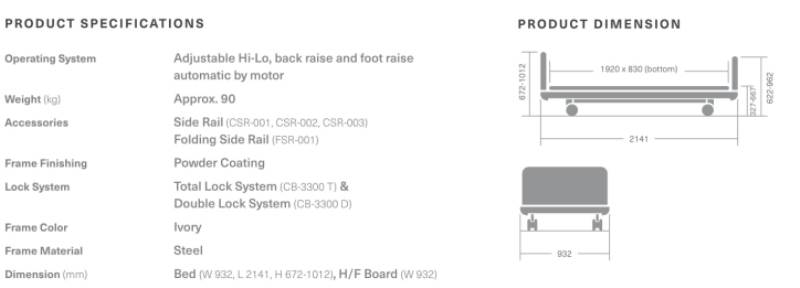 PRODUCT SPECIFICATIONS
Operating System Adjustable Hi-Lo, back raise and foot raise
automatic by motor
Weight (kg) Approx. 90
Accessories Side Rail (CSR-001, CSR-002, CSR-003)
Folding Side Rail (FSR-001)
Frame Finishing Powder Coating
Lock System Total Lock System (CB-3300 T) &
Double Lock System (CB-3300 D)
Frame Color Ivory
Frame Material Steel
Dimension (mm) Bed (W 932, L 2141, H 672-1012), H/F Board (W 932)
PRODUCT DIMENSION
672-1012
1920 x 830 (bottom)
327-667
622-962
2141
932